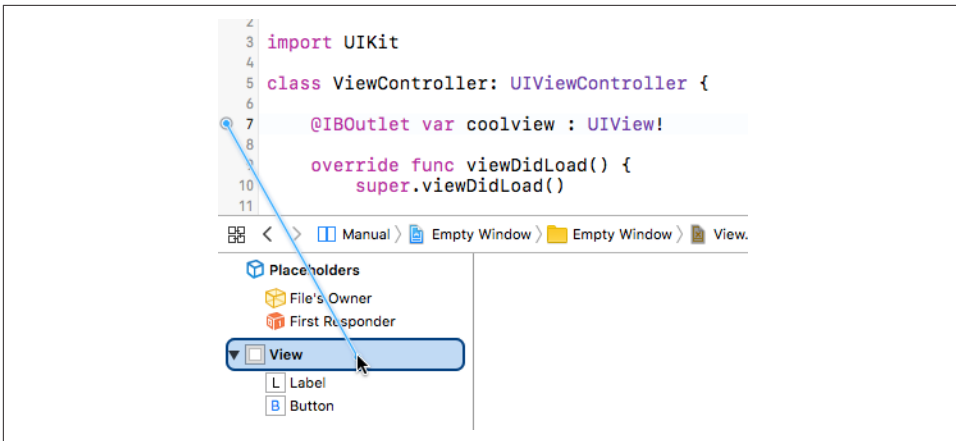 2
3 import UIKit
4
5 class ViewController: UIViewController {
6
7 @IBOutlet var coolview : UIView!
8
9 override func viewDidLoad() {
10 super.viewDidLoad()
11
Manual 〉 Empty Window 〉 Empty Window 〉 View.
Placeholders
File's Owner
First Responder
View
L Label
B Button